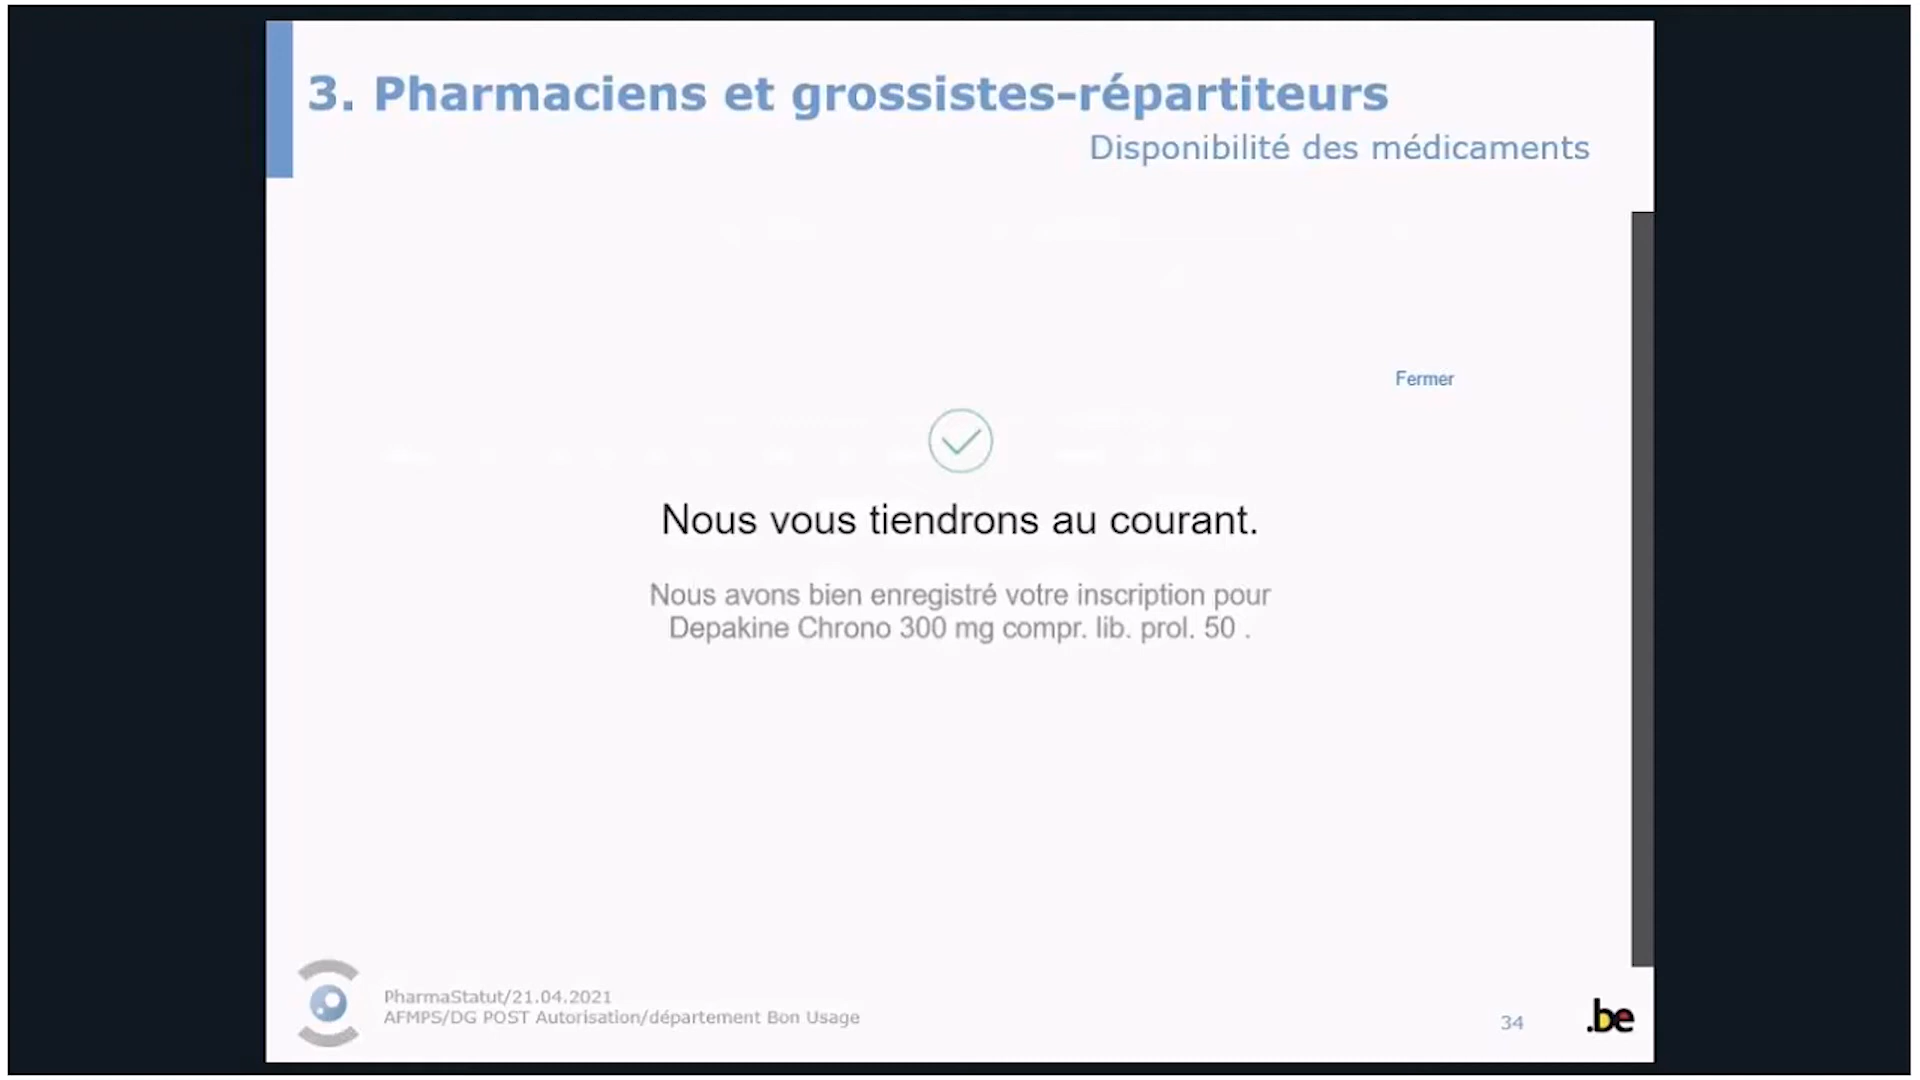 3. Pharmaciens et grossistes-répartiteurs
Disponibilité des médicaments
Fermer
Nous vous tiendrons au courant.
Nous avons bien enregistré votre inscription pour
Depakine Chrono 300 mg compr. lib. prol. 50 .
PharmaStatut/21.04.2021
AFMPS/DG POST Autorisation/département Bon Usage
34
.be